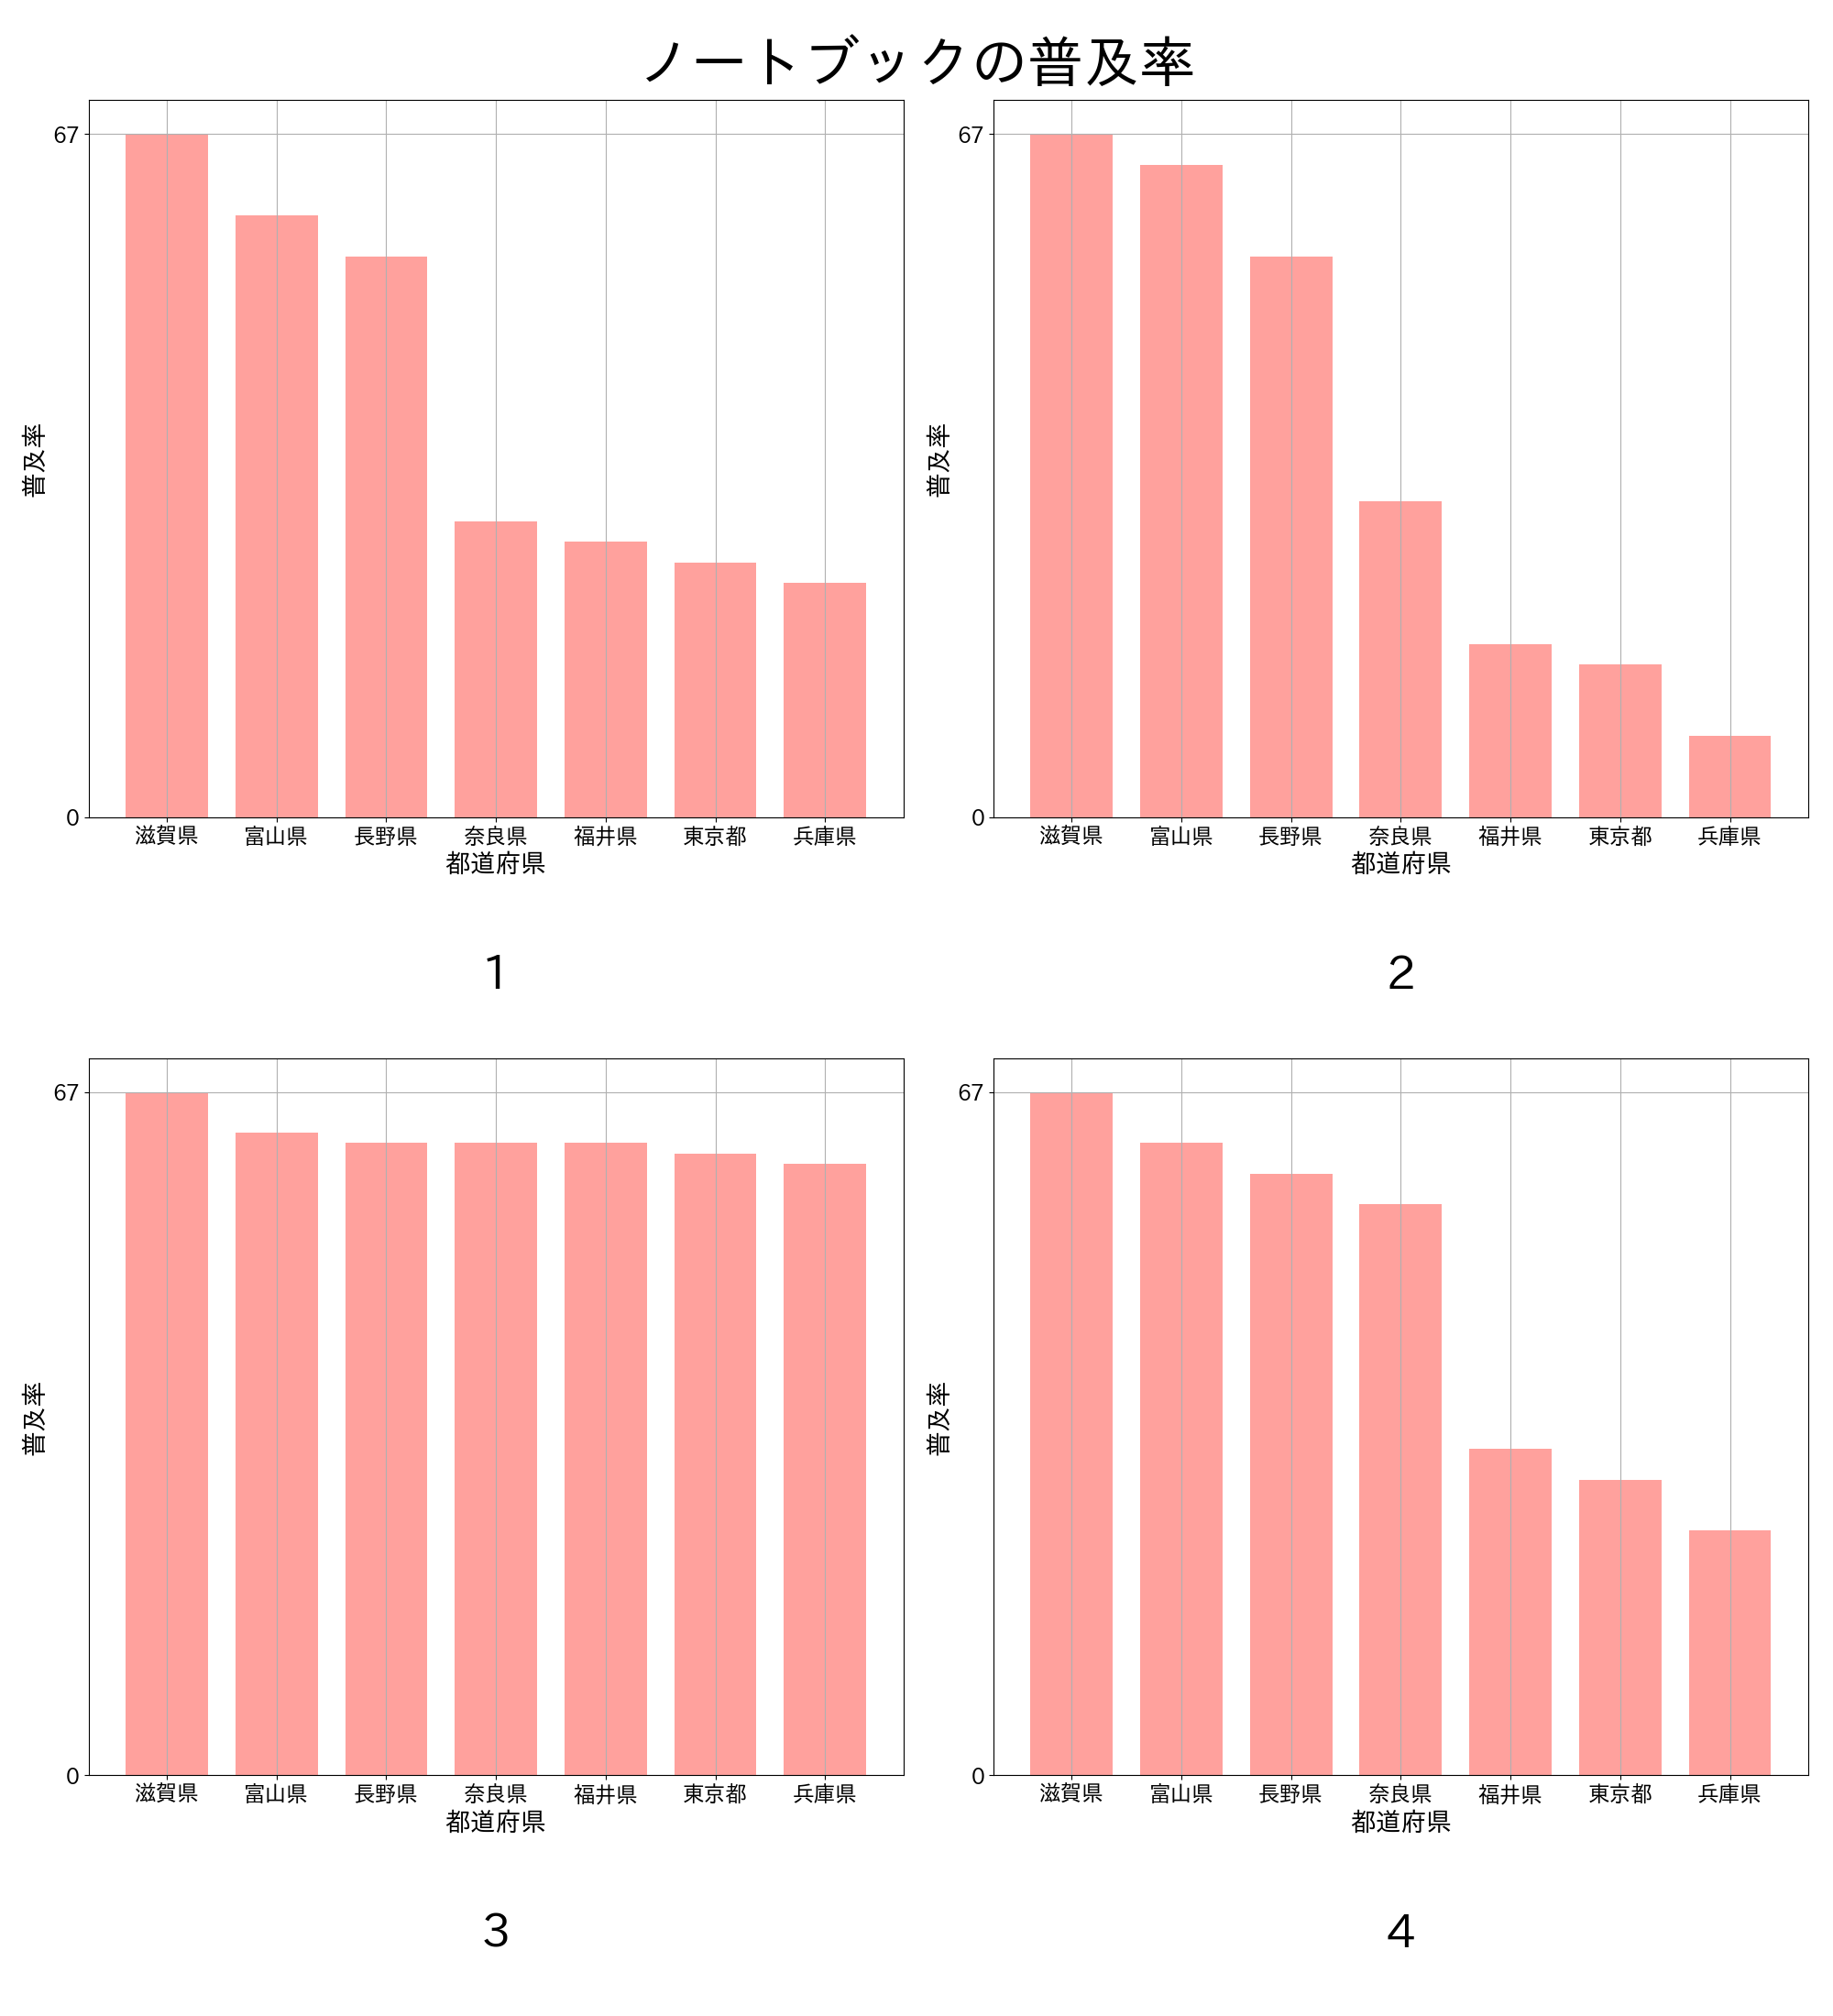 ノートブックの普及率
67
0
普及率
滋賀県 富山県 長野県 奈良県 福井県 東京都 兵庫県
都道府県
1
67
0
普及率
滋賀県 富山県 長野県 奈良県 福井県 東京都 兵庫県
都道府県
2
67
0
普及率
滋賀県 富山県 長野県 奈良県 福井県 東京都 兵庫県
都道府県
3
67
0
普及率
滋賀県 富山県 長野県 奈良県 福井県 東京都 兵庫県
都道府県
4